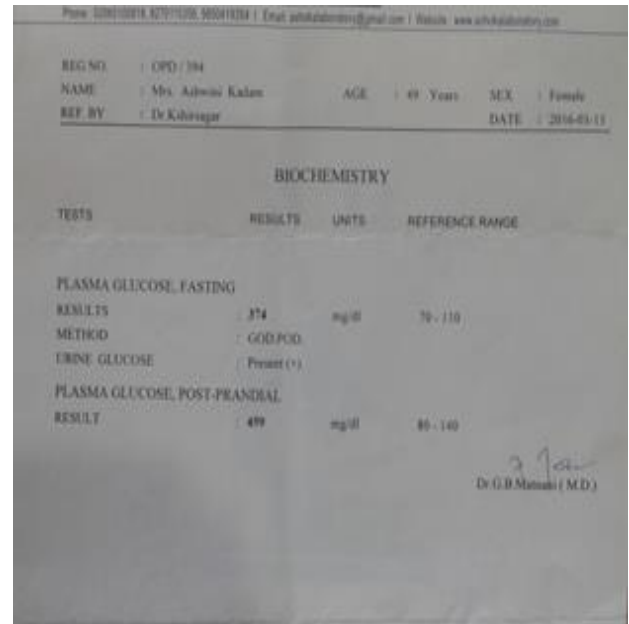 REG NO. : OPD / 394
NAME : Mrs. Ashwini Kadam AGE : 49 Years SEX : Female
REF. BY : Dr.Kshirsagar DATE : 2016-03-13
BIOCHEMISTRY
TESTS RESULTS UNITS REFERENCE RANGE
PLASMA GLUCOSE, FASTING
RESULTS : 374 mg/dl 70 - 110
METHOD : GOD.POD.
URINE GLUCOSE : Present (+)
PLASMA GLUCOSE, POST-PRANDIAL
RESULT : 499 mg/dl 80 - 140
Dr.G.B. ( M.D.)